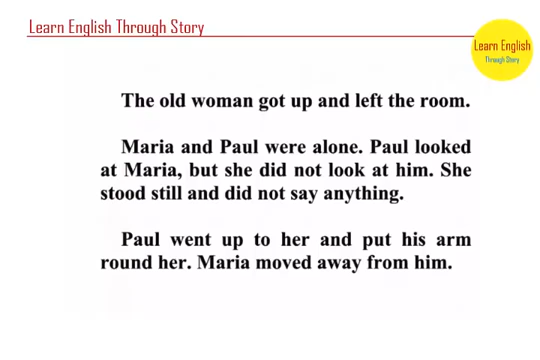 Learn English Through Story
Learn English
Through Story
The old woman got up and left the room.
Maria and Paul were alone. Paul looked
at Maria, but she did not look at him. She
stood still and did not say anything.
Paul went up to her and put his arm
round her. Maria moved away from him.